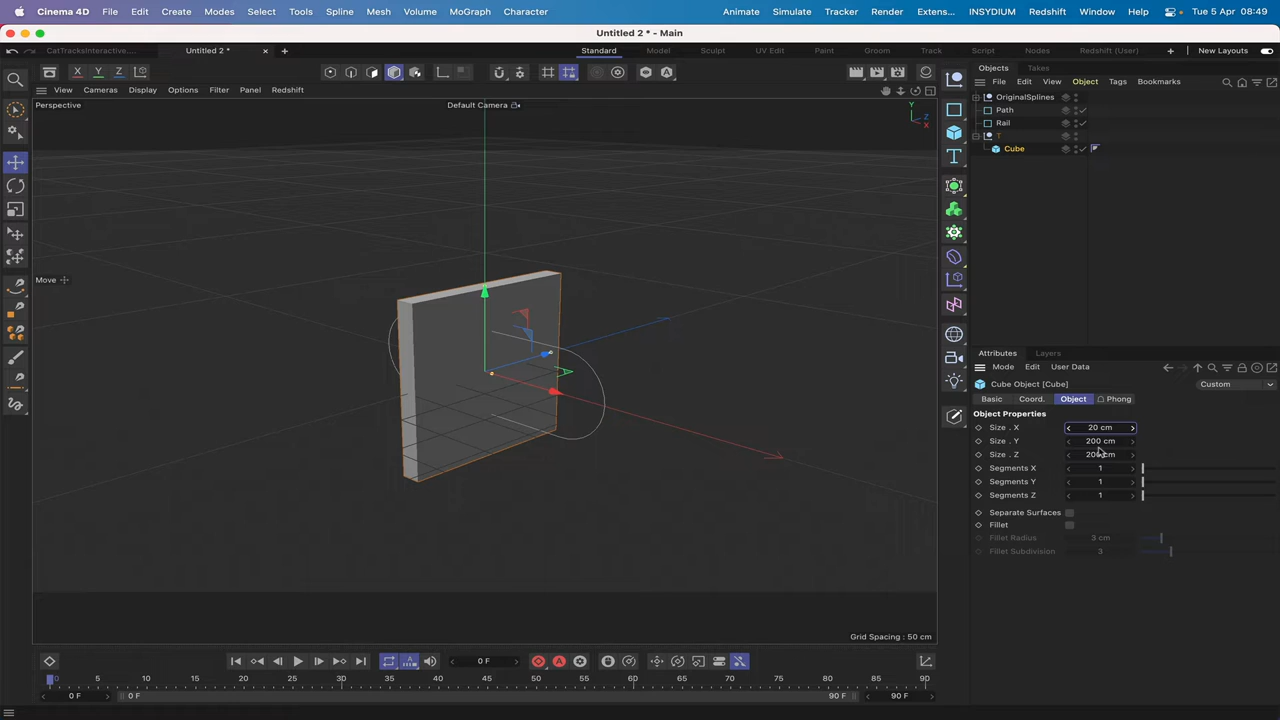 Cinema 4D File Edit Create Modes Select Tools Spline Mesh Volume MoGraph Character Animate Simulate Tracker Render Extens... INSYDIUM Redshift Window Help Tue 5 Apr 08:49
Untitled 2 * - Main
CatTracksInteractive.... Untitled 2 * Standard Model Sculpt UV Edit Paint Groom Track Script Nodes Redshift (User) New Layouts
X Y Z
View Cameras Display Options Filter Panel Redshift
Perspective
Default Camera
Y
Z
X
Move
Grid Spacing : 50 cm
Objects Takes
File Edit View Object Tags Bookmarks
OriginalSplines
Path
Rail
T
Cube
Attributes Layers
Mode Edit User Data
Cube Object [Cube] Custom
Basic Coord. Object Phong
Object Properties
Size . X 20 cm
Size . Y 200 cm
Size . Z 200 cm
Segments X 1
Segments Y 1
Segments Z 1
Separate Surfaces
Fillet
Fillet Radius 3 cm
Fillet Subdivision 3
0 F
0 5 10 15 20 25 30 35 40 45 50 55 60 65 70 75 80 85 90
0 F 0 F 90 F 90 F